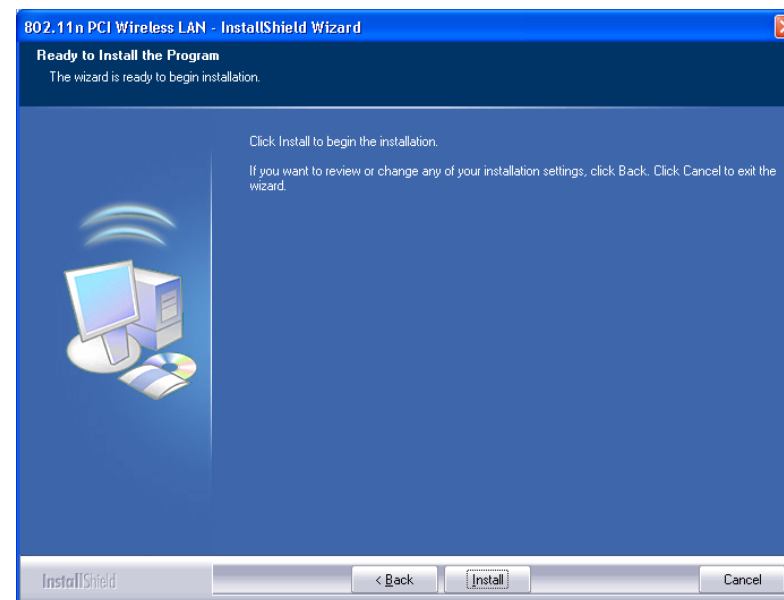 802.11n PCI Wireless LAN - InstallShield Wizard
Ready to Install the Program
The wizard is ready to begin installation.
Click Install to begin the installation.
If you want to review or change any of your installation settings, click Back. Click Cancel to exit the
wizard.
InstallShield
< Back
Install
Cancel